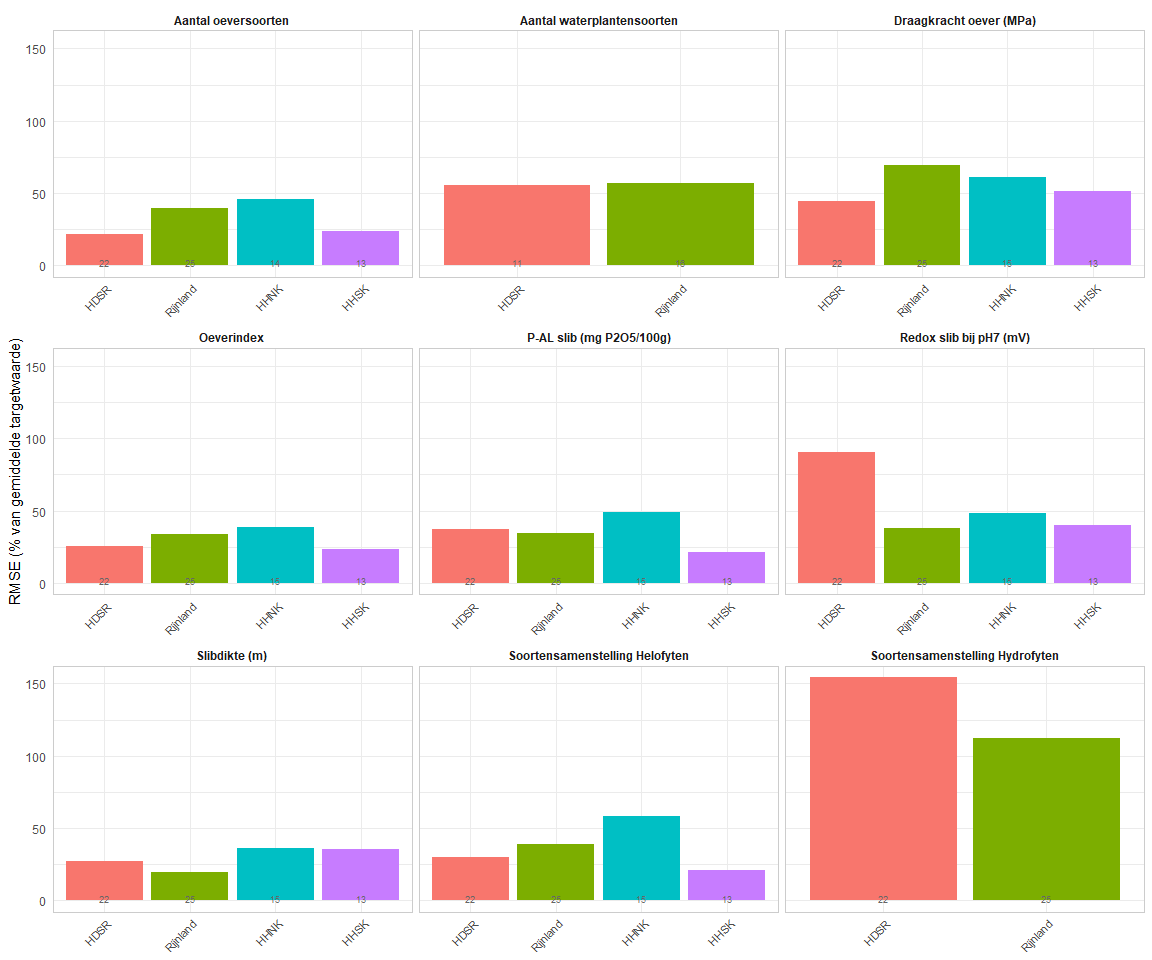 Aantal oeversoorten
Aantal waterplantensoorten
Draagkracht oever (MPa)
150
100
50
0
22
25
14
13
11
16
22
25
15
13
HDSR
Rijnland
HHNK
HHSK
HDSR
Rijnland
HDSR
Rijnland
HHNK
HHSK
RMSE (% van gemiddelde targetwaarde)
Oeverindex
P-AL slib (mg P2O5/100g)
Redox slib bij pH7 (mV)
150
100
50
0
22
25
15
13
22
25
15
13
22
25
15
13
HDSR
Rijnland
HHNK
HHSK
HDSR
Rijnland
HHNK
HHSK
HDSR
Rijnland
HHNK
HHSK
Slibdikte (m)
Soortensamenstelling Helofyten
Soortensamenstelling Hydrofyten
150
100
50
0
22
25
15
13
22
25
15
13
22
25
HDSR
Rijnland
HHNK
HHSK
HDSR
Rijnland
HHNK
HHSK
HDSR
Rijnland